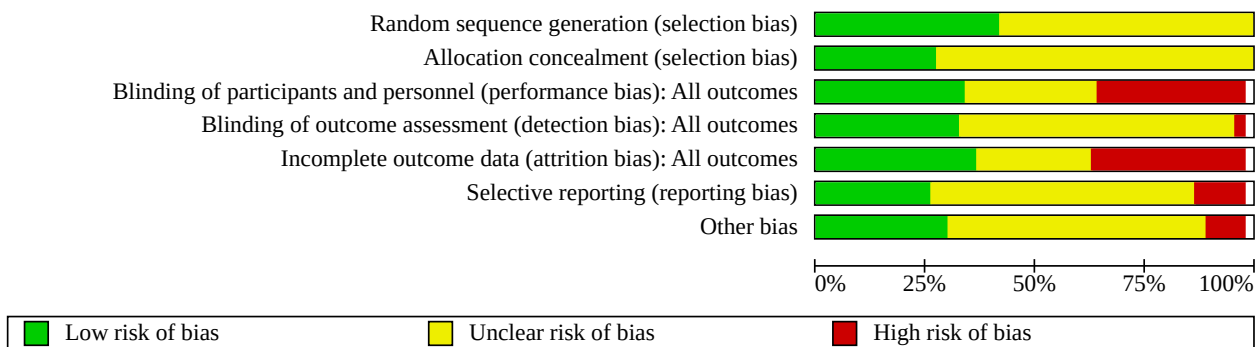 Random sequence generation (selection bias)
Allocation concealment (selection bias)
Blinding of participants and personnel (performance bias): All outcomes
Blinding of outcome assessment (detection bias): All outcomes
Incomplete outcome data (attrition bias): All outcomes
Selective reporting (reporting bias)
Other bias
0% 25% 50% 75% 100%
Low risk of bias Unclear risk of bias High risk of bias